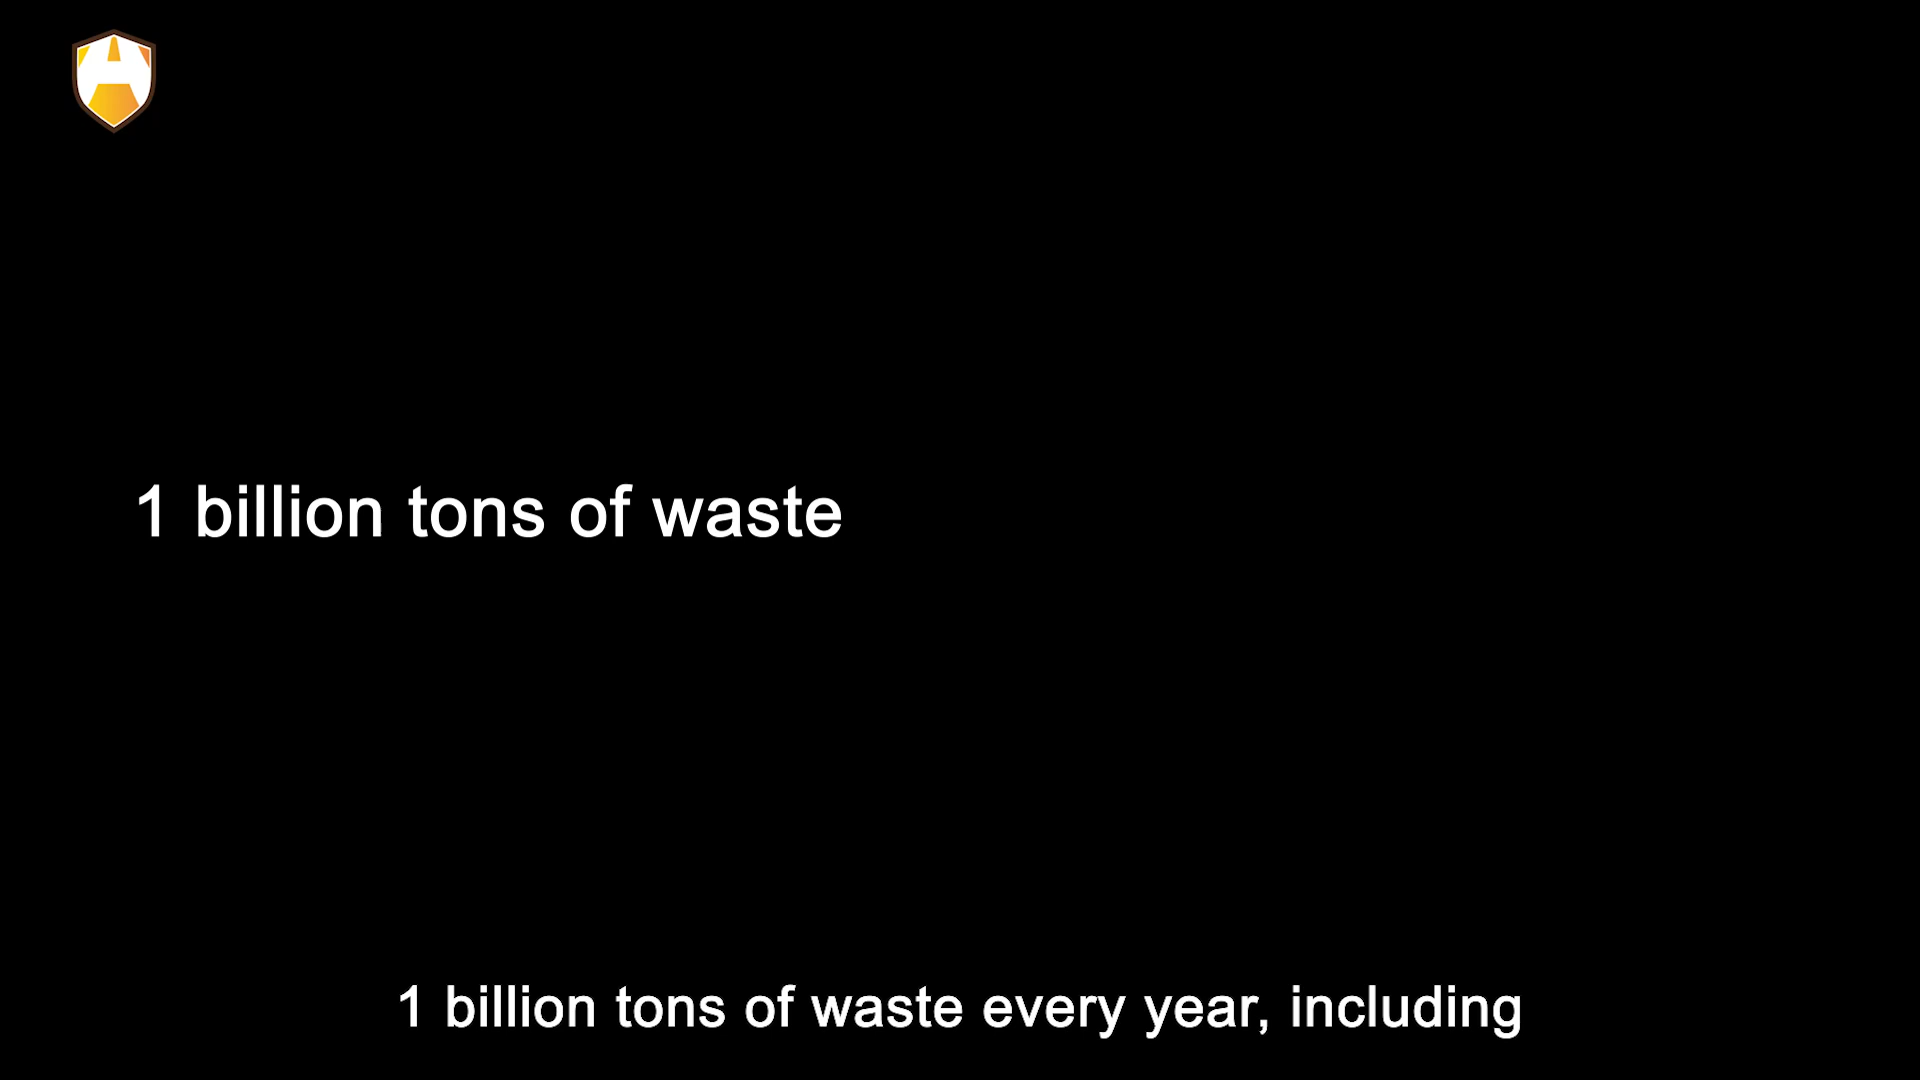 1 billion tons of waste
1 billion tons of waste every year, including